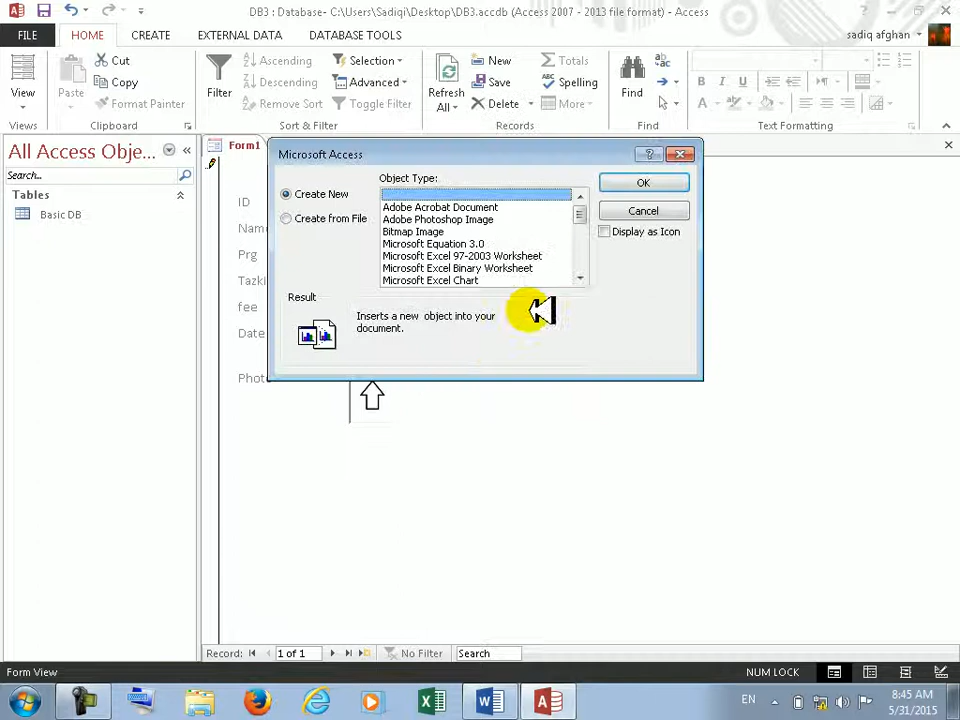 DB3 : Database- C:\Users\Sadiqi\Desktop\DB3.accdb (Access 2007 - 2013 file format) - Access
FILE HOME CREATE EXTERNAL DATA DATABASE TOOLS sadiq afghan
View
Views
Paste
Cut
Copy
Format Painter
Clipboard
Filter
Ascending
Descending
Remove Sort
Selection
Advanced
Toggle Filter
Sort & Filter
Refresh
All
New
Save
Delete
Totals
Spelling
More
Records
Find
Find
B I U
A
Text Formatting
All Access Obje...
Search...
Tables
Basic DB
Form1
ID
Name
Prg
Tazki
fee
Date
Photo
Microsoft Access
Create New
Create from File
Object Type:
Adobe Acrobat Document
Adobe Photoshop Image
Bitmap Image
Microsoft Equation 3.0
Microsoft Excel 97-2003 Worksheet
Microsoft Excel Binary Worksheet
Microsoft Excel Chart
OK
Cancel
Display as Icon
Result
Inserts a new object into your
document.
Record: 1 of 1 No Filter Search
Form View NUM LOCK
EN
8:45 AM
5/31/2015